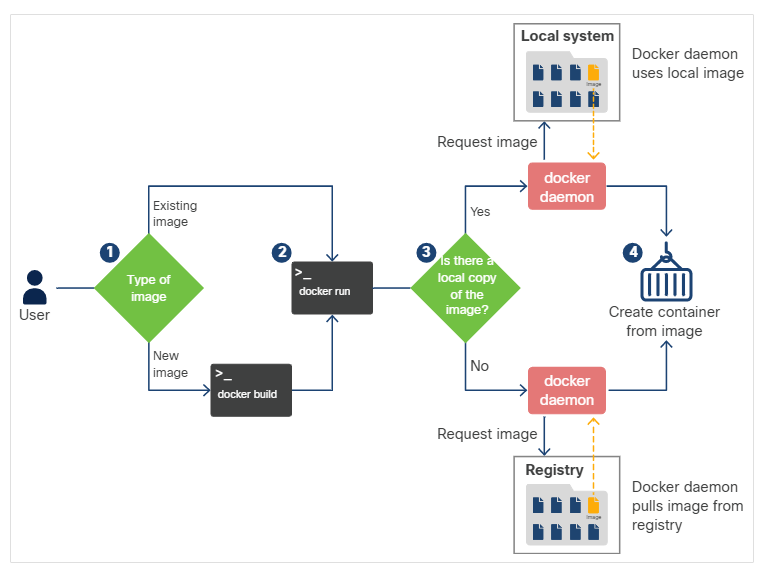 Local system
Image
Docker daemon
uses local image
Request image
docker
daemon
Existing
image
Yes
1
2
3
4
Type of
image
>_
docker run
Is there a
local copy
of the
image?
User
Create container
from image
New
image
>_
docker build
No
docker
daemon
Request image
Registry
Image
Docker daemon
pulls image from
registry